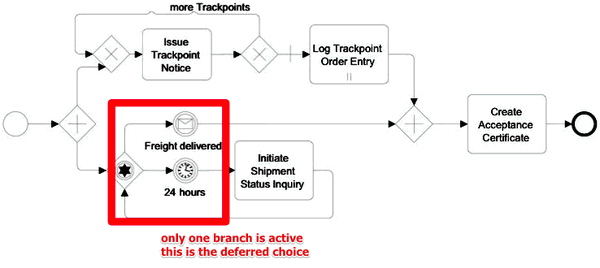 more Trackpoints
Issue
Trackpoint
Notice
Log Trackpoint
Order Entry
Freight delivered
24 hours
Initiate
Shipment
Status Inquiry
Create
Acceptance
Certificate
only one branch is active
this is the deferred choice